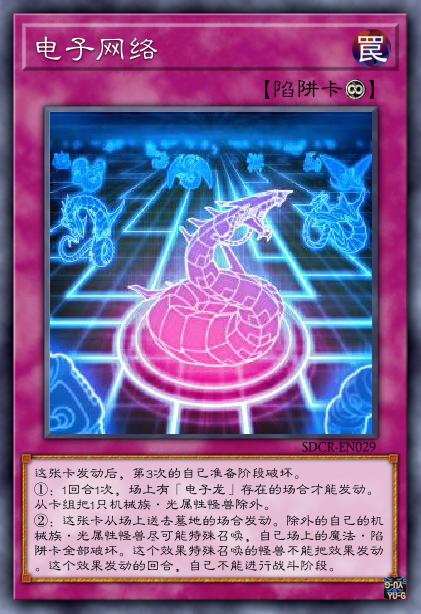 电子网络
罠
【陷阱卡】
SDCR-EN029
这张卡发动后，第3次的自己准备阶段破坏。
①：1回合1次，场上有「电子龙」存在的场合才能发动。
从卡组把1只机械族·光属性怪兽除外。
②：这张卡从场上送去墓地的场合发动。除外的自己的机
械族·光属性怪兽尽可能特殊召唤，自己场上的魔法·陷
阱卡全部破坏。这个效果特殊召唤的怪兽不能把效果发动
。这个效果发动的回合，自己不能进行战斗阶段。